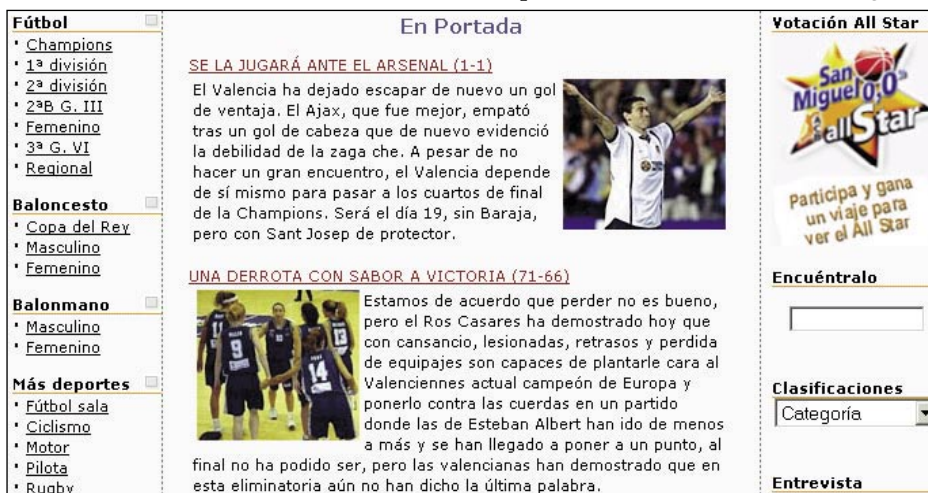 Fútbol
Champions
1ª división
2ª división
2ªB G. III
Femenino
3ª G. VI
Regional
Baloncesto
Copa del Rey
Masculino
Femenino
Balonmano
Masculino
Femenino
Más deportes
Fútbol sala
Ciclismo
Motor
Pilota
Rugby
En Portada
SE LA JUGARÁ ANTE EL ARSENAL (1-1)
El Valencia ha dejado escapar de nuevo un gol
de ventaja. El Ajax, que fue mejor, empató
tras un gol de cabeza que de nuevo evidenció
la debilidad de la zaga che. A pesar de no
hacer un gran encuentro, el Valencia depende
de sí mismo para pasar a los cuartos de final
de la Champions. Será el día 19, sin Baraja,
pero con Sant Josep de protector.
UNA DERROTA CON SABOR A VICTORIA (71-66)
Estamos de acuerdo que perder no es bueno,
pero el Ros Casares ha demostrado hoy que
con cansancio, lesionadas, retrasos y perdida
de equipajes son capaces de plantarle cara al
Valenciennes actual campeón de Europa y
ponerlo contra las cuerdas en un partido
donde las de Esteban Albert han ido de menos
a más y se han llegado a poner a un punto, al
final no ha podido ser, pero las valencianas han demostrado que en
esta eliminatoria aún no han dicho la última palabra.
9
14
13
Votación All Star
San
Miguel 0,0
all Star
Participa y gana
un viaje para
ver el All Star
Encuéntralo
Clasificaciones
Categoría
Entrevista